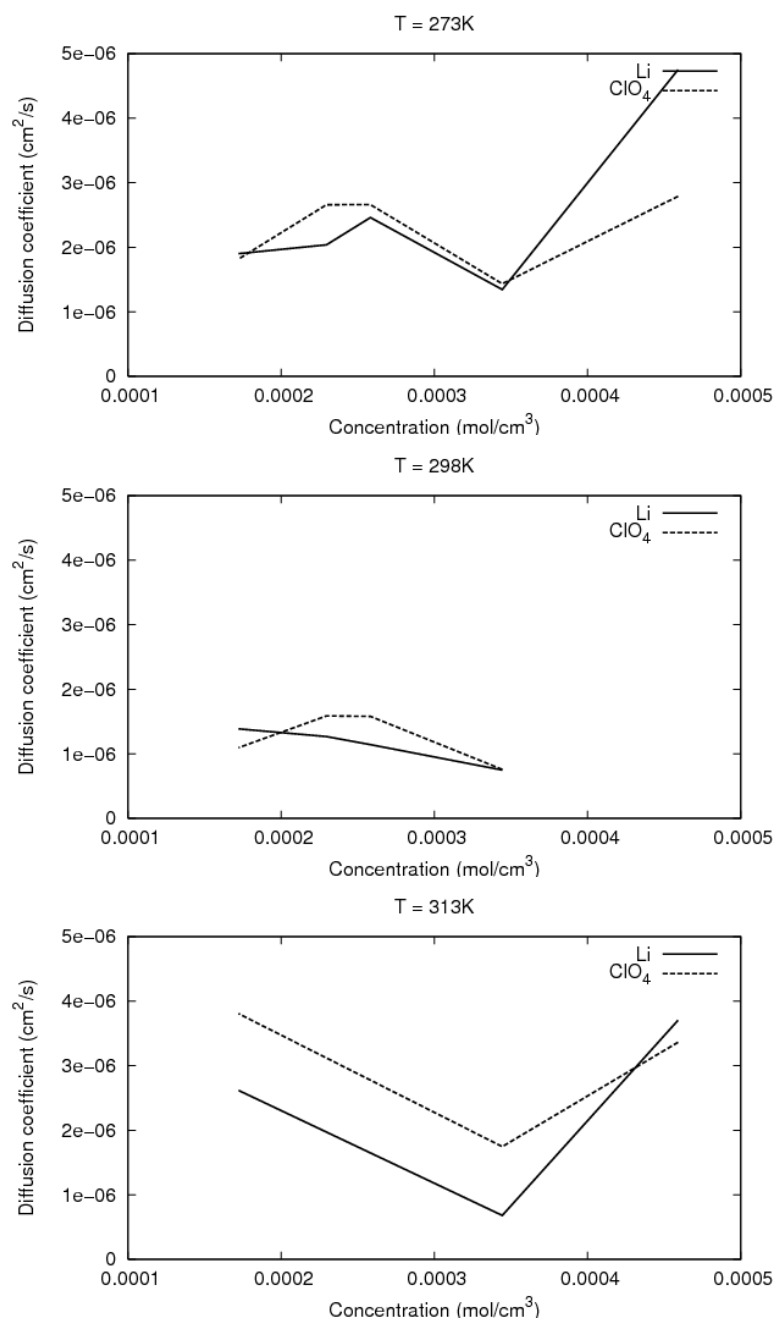 T = 273K
5e−06
4e−06
3e−06
2e−06
1e−06
0
Diffusion coefficient (cm²/s)
Li
ClO₄
0.0001 0.0002 0.0003 0.0004 0.0005
Concentration (mol/cm³)
T = 298K
5e−06
4e−06
3e−06
2e−06
1e−06
0
Diffusion coefficient (cm²/s)
Li
ClO₄
0.0001 0.0002 0.0003 0.0004 0.0005
Concentration (mol/cm³)
T = 313K
5e−06
4e−06
3e−06
2e−06
1e−06
0
Diffusion coefficient (cm²/s)
Li
ClO₄
0.0001 0.0002 0.0003 0.0004 0.0005
Concentration (mol/cm³)